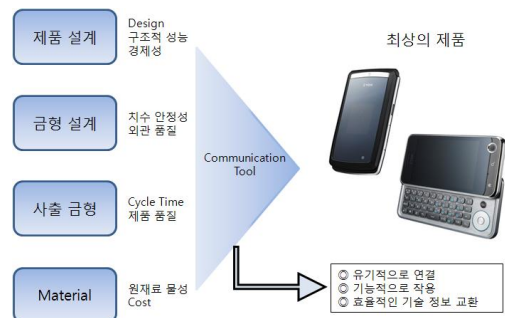 제품 설계
Design
구조적 성능
경제성
최상의 제품
금형 설계
치수 안정성
외관 품질
Communication
Tool
사출 금형
Cycle Time
제품 품질
Material
원재료 물성
Cost
◎ 유기적으로 연결
◎ 기능적으로 작용
◎ 효율적인 기술 정보 교환